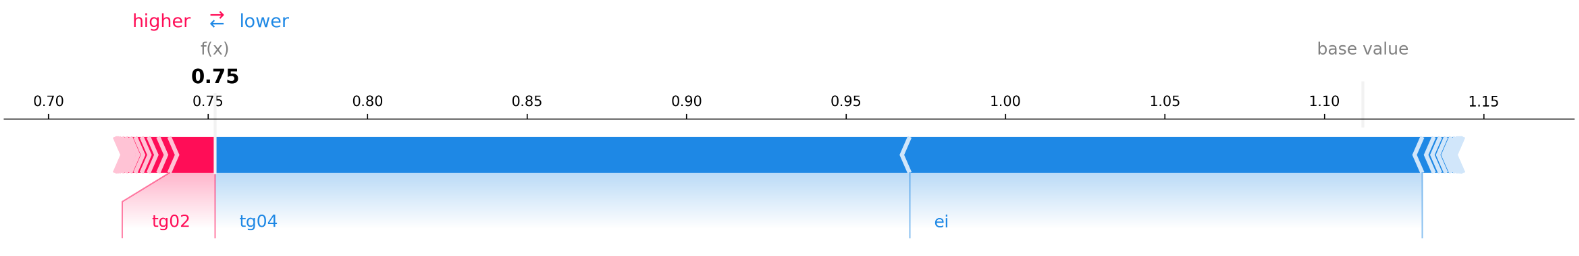 higher ⇄ lower
f(x)
base value
0.75
0.70 0.75 0.80 0.85 0.90 0.95 1.00 1.05 1.10 1.15
tg02 tg04 ei